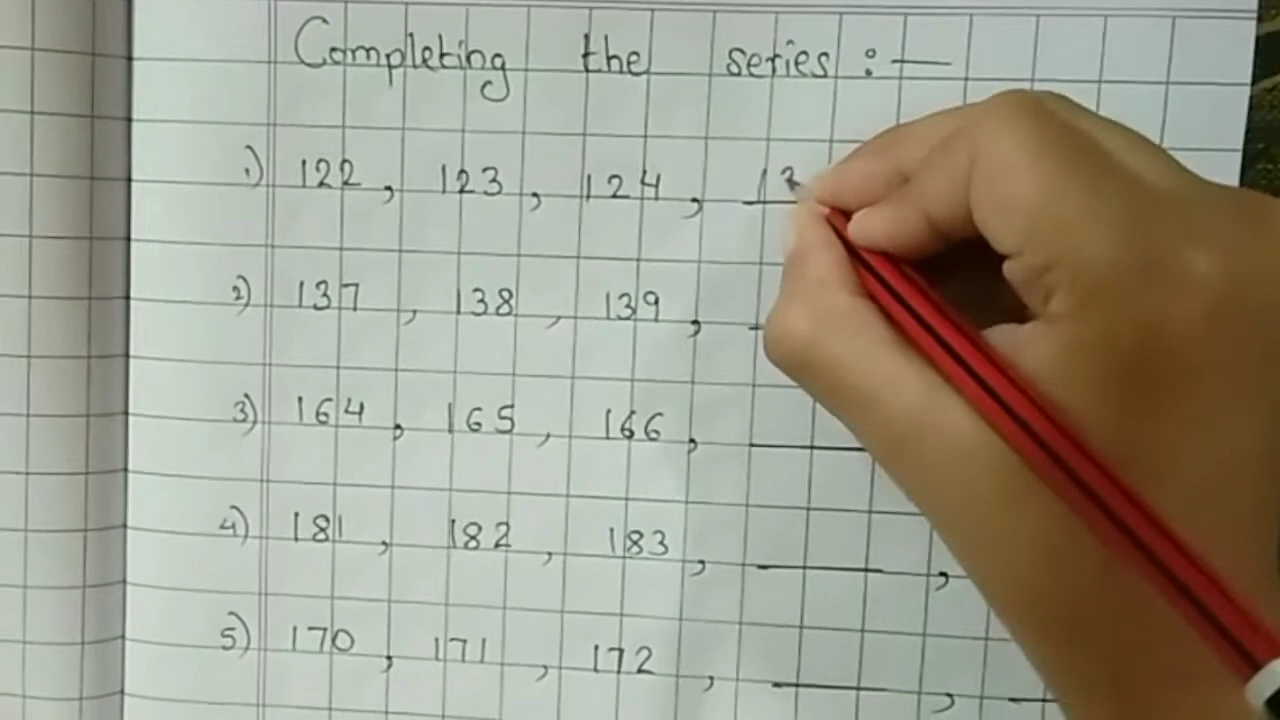 Completing the series :—
1) 122 , 123 , 124 , 12
2) 137 , 138 , 139 ,
3) 164 , 165 , 166 ,
4) 181 , 182 , 183 , ,
5) 170 , 171 , 172 , ,